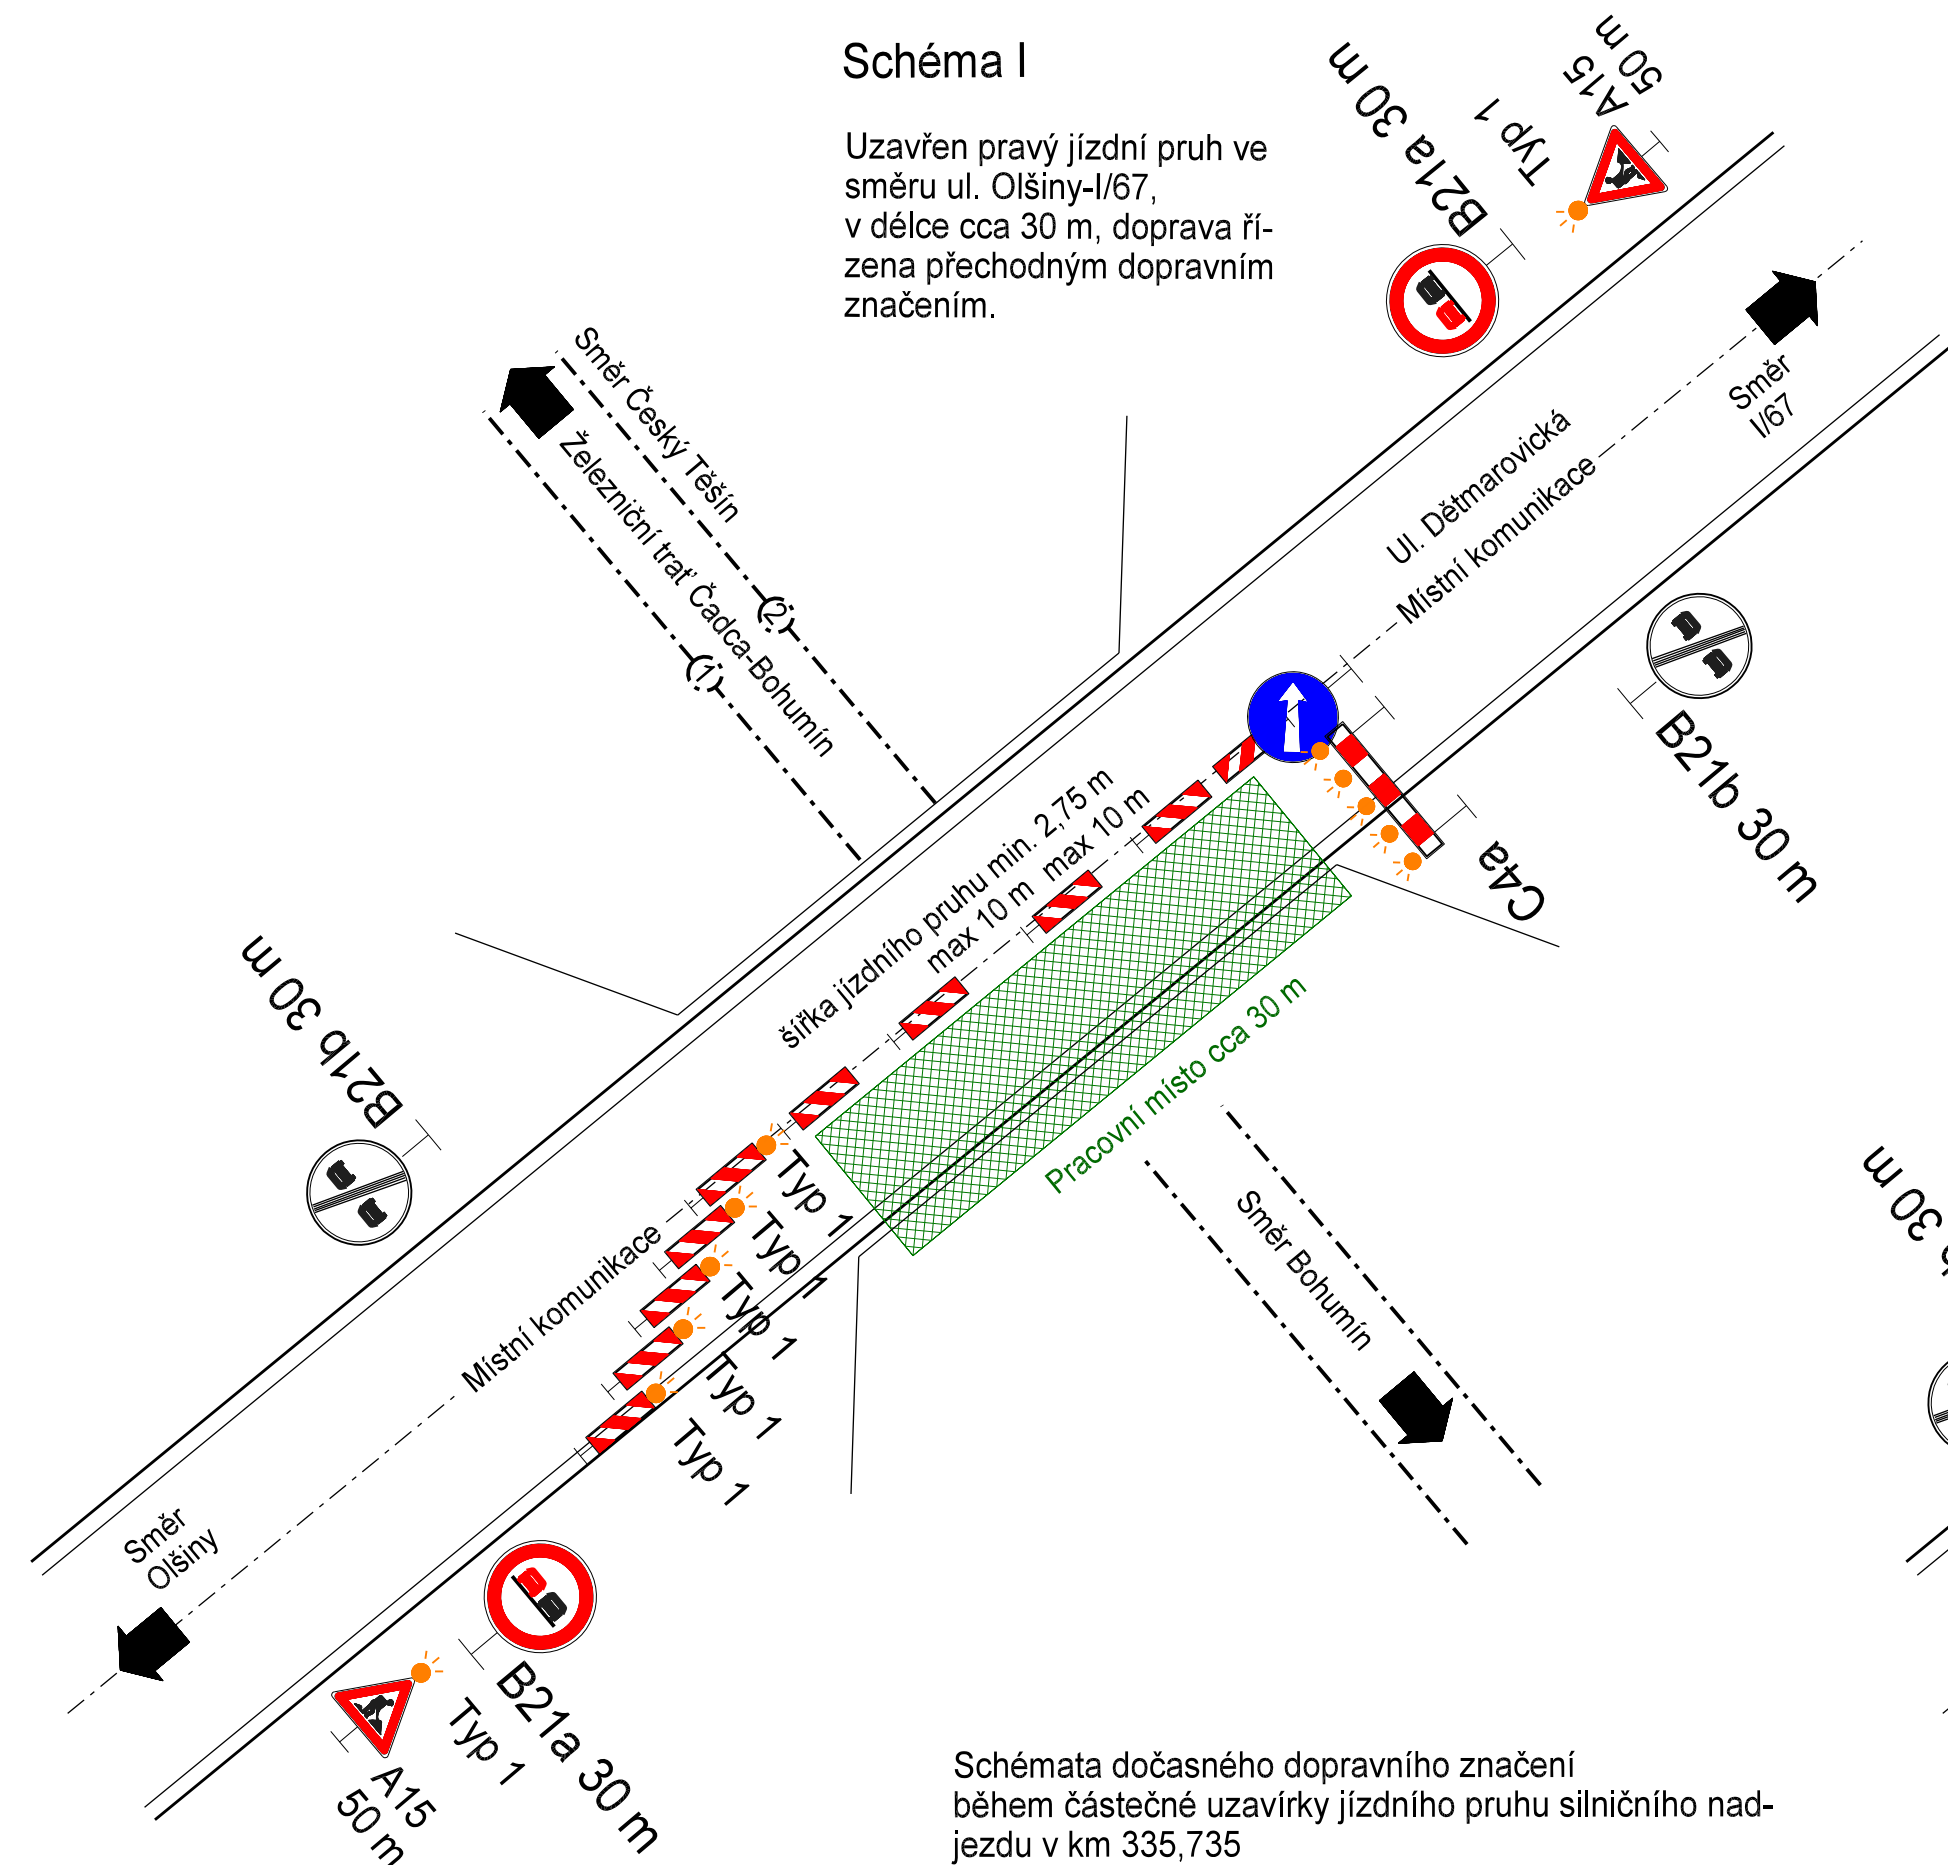 Schéma I
Uzavřen pravý jízdní pruh ve
směru ul. Olšiny-I/67,
v délce cca 30 m, doprava ří-
zena přechodným dopravním
značením.
B21a 30 m
Typ 1
A15
50 m
Směr
I/67
Ul. Dětmarovická
Místní komunikace
Směr Český Těšín
Železniční trať Čadca-Bohumín
(2)
(1)
B21b 30 m
C4a
šířka jízdního pruhu min. 2,75 m
max 10 m max 10 m
Pracovní místo cca 30 m
B21b 30 m
Typ 1
Typ 1
Typ 1
Typ 1
Typ 1
Místní komunikace
Směr Bohumín
30 m
Směr
Olšiny
B21a 30 m
Typ 1
A15
50 m
Schémata dočasného dopravního značení
během částečné uzavírky jízdního pruhu silničního nad-
jezdu v km 335,735